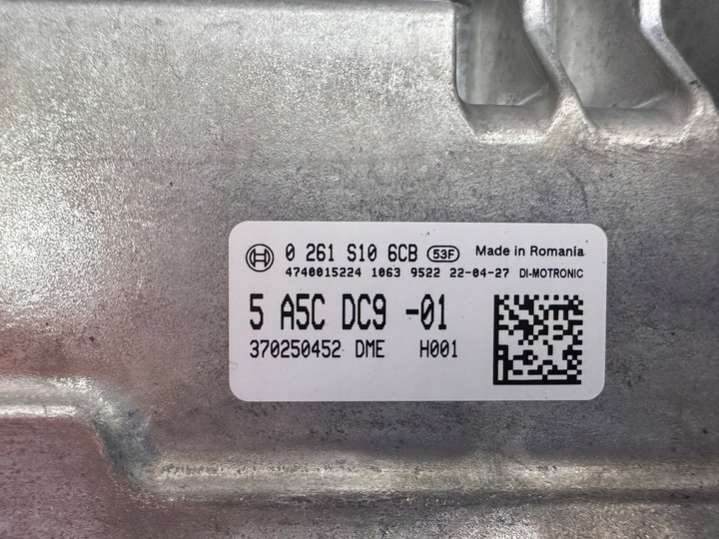 0 261 S10 6CB 53F Made in Romania
4740015224 1063 9522 22-04-27 DI-MOTRONIC
5 A5C DC9 -01
370250452 DME H001